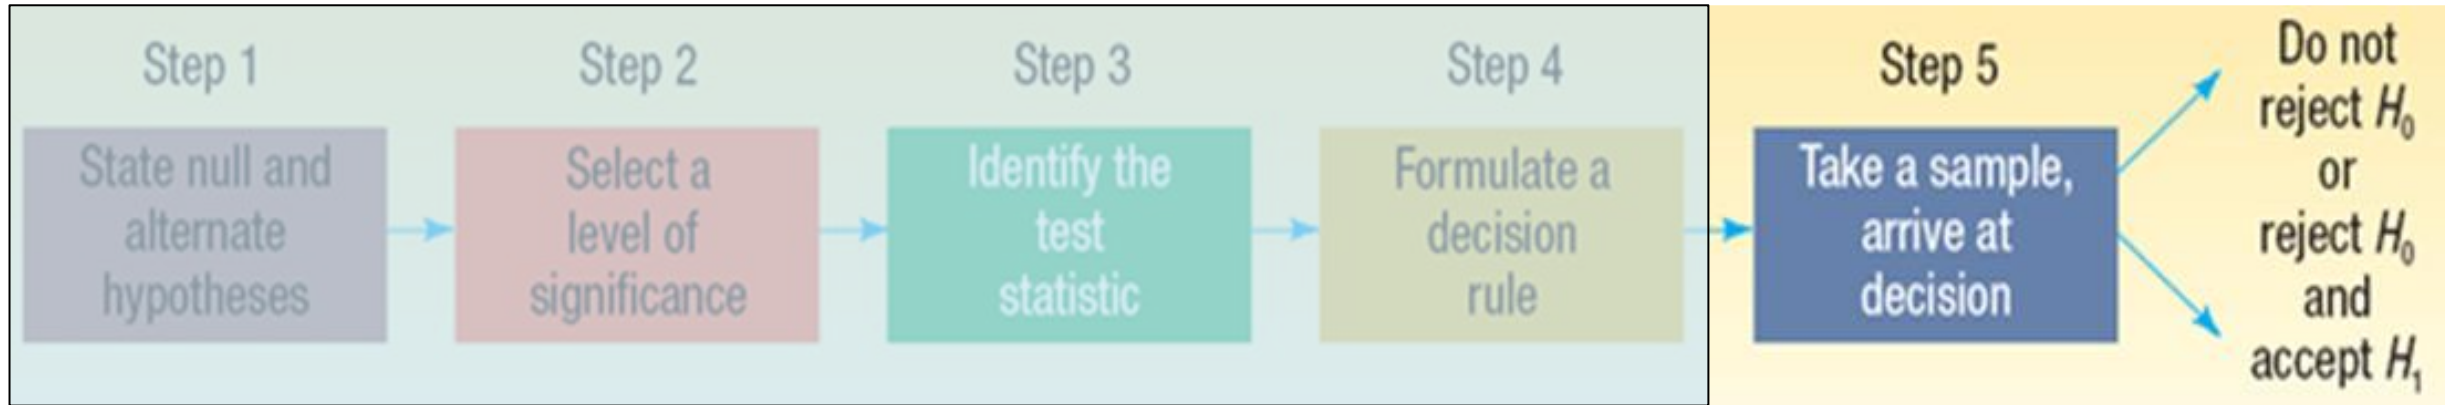 Step 1
State null and
alternate
hypotheses
Step 2
Select a
level of
significance
Step 3
Identify the
test
statistic
Step 4
Formulate a
decision
rule
Step 5
Take a sample,
arrive at
decision
Do not
reject H₀
or
reject H₀
and
accept H₁